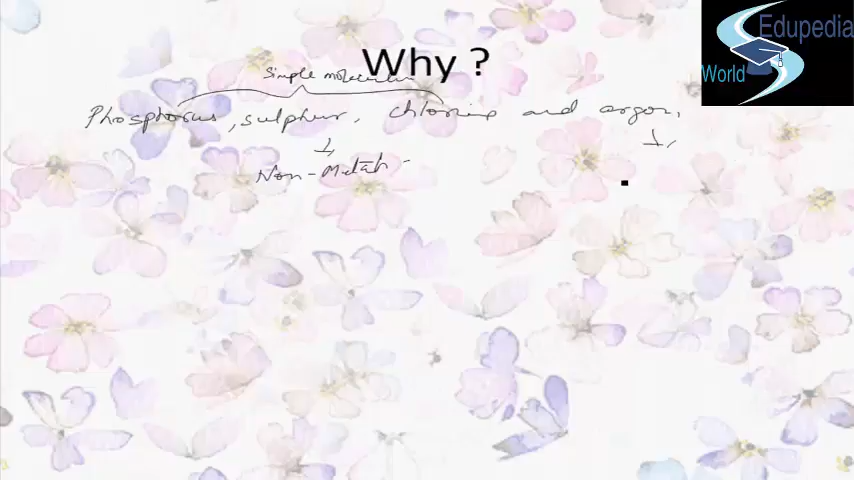 Why ?
Edupedia
World
Simple molecular
Phosphorus, sulphur, chlorine and argon,
Non-Metals -